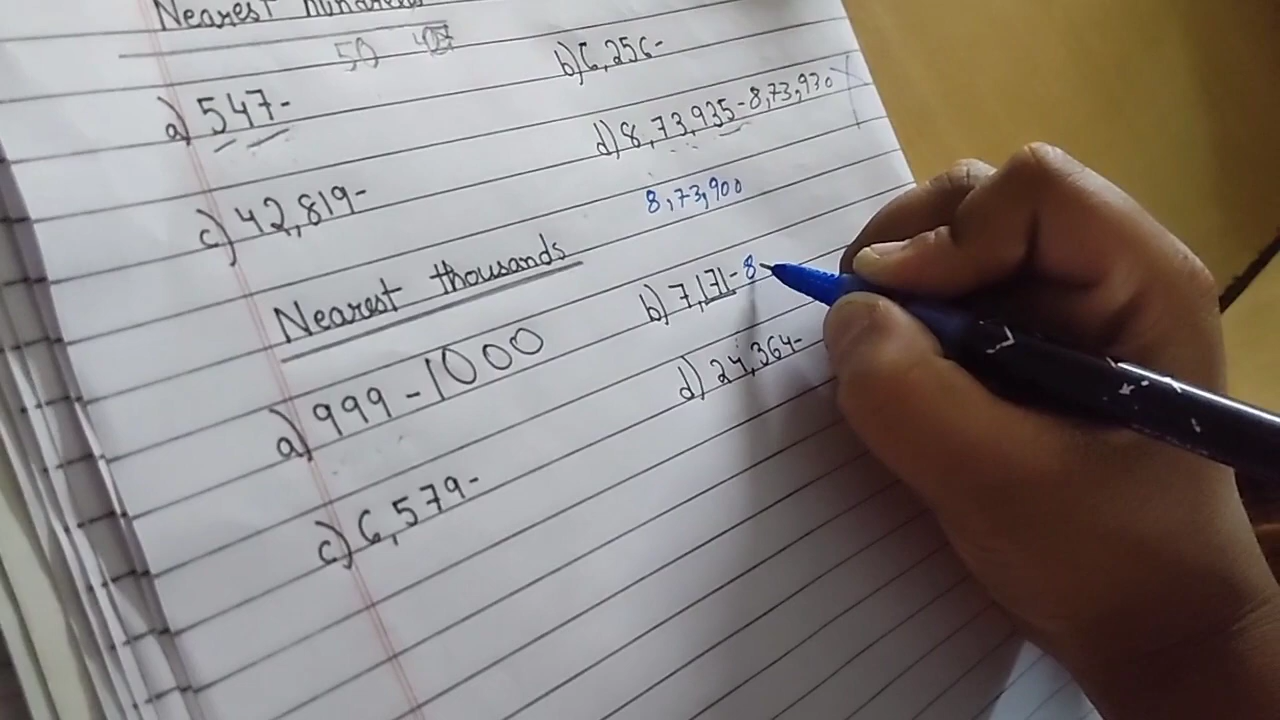 Nearest hundreds
50
a) 547-
b) 6,256-
c) 42,819-
d) 8,73,935-8,73,930 X
8,73,900
Nearest thousands
a) 999-1000
b) 7,171-8
c) 6,579-
d) 24,364-